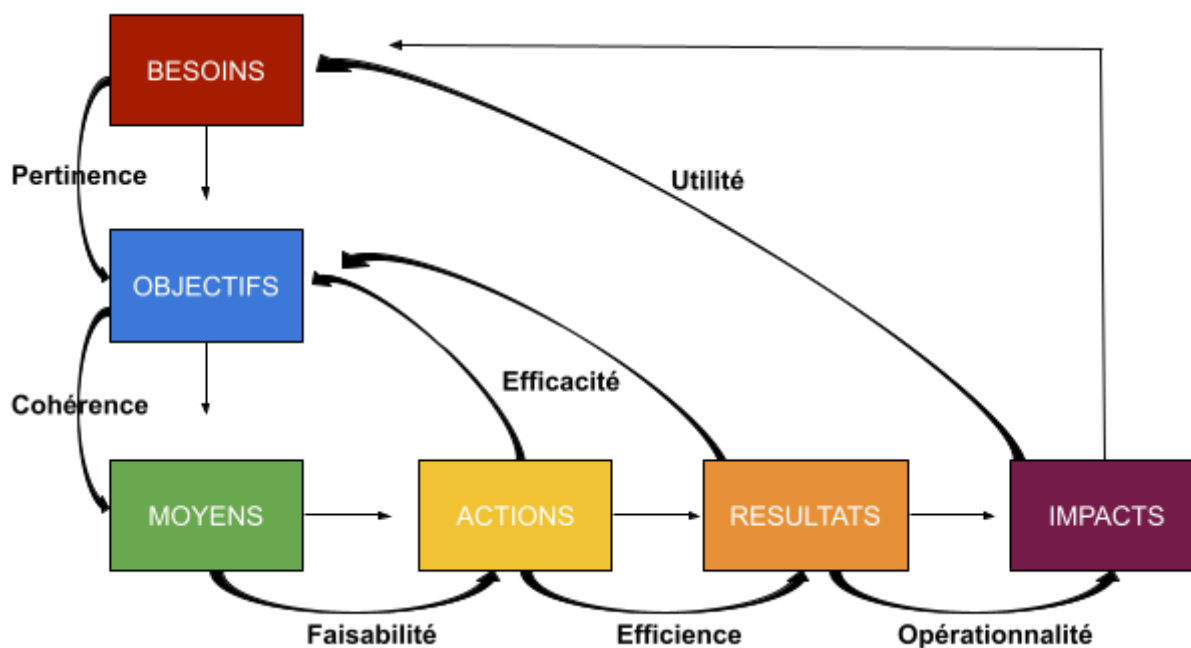 BESOINS
Pertinence
Utilité
OBJECTIFS
Efficacité
Cohérence
MOYENS
ACTIONS
RESULTATS
IMPACTS
Faisabilité
Efficience
Opérationnalité